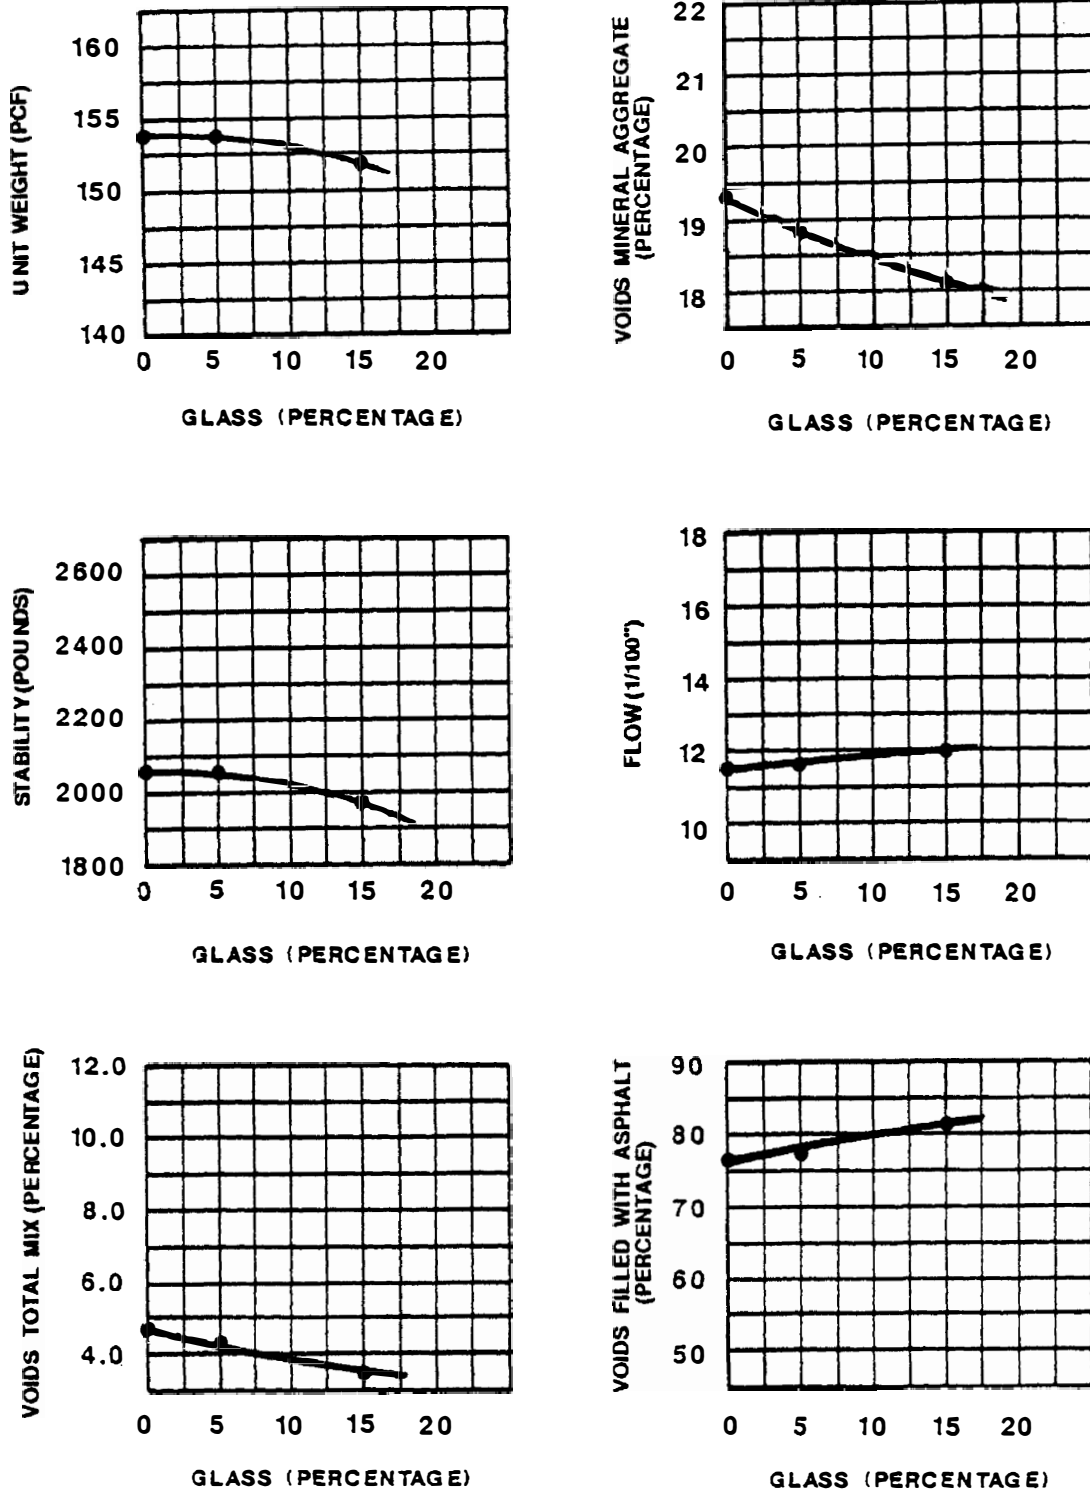 UNIT WEIGHT (PCF)
160
155
150
145
140
0 5 10 15 20
GLASS (PERCENTAGE)
VOIDS MINERAL AGGREGATE
(PERCENTAGE)
22
21
20
19
18
0 5 10 15 20
GLASS (PERCENTAGE)
STABILITY (POUNDS)
2600
2400
2200
2000
1800
0 5 10 15 20
GLASS (PERCENTAGE)
FLOW (1/100")
18
16
14
12
10
0 5 10 15 20
GLASS (PERCENTAGE)
VOIDS TOTAL MIX (PERCENTAGE)
12.0
10.0
8.0
6.0
4.0
0 5 10 15 20
GLASS (PERCENTAGE)
VOIDS FILLED WITH ASPHALT
(PERCENTAGE)
90
80
70
60
50
0 5 10 15 20
GLASS (PERCENTAGE)